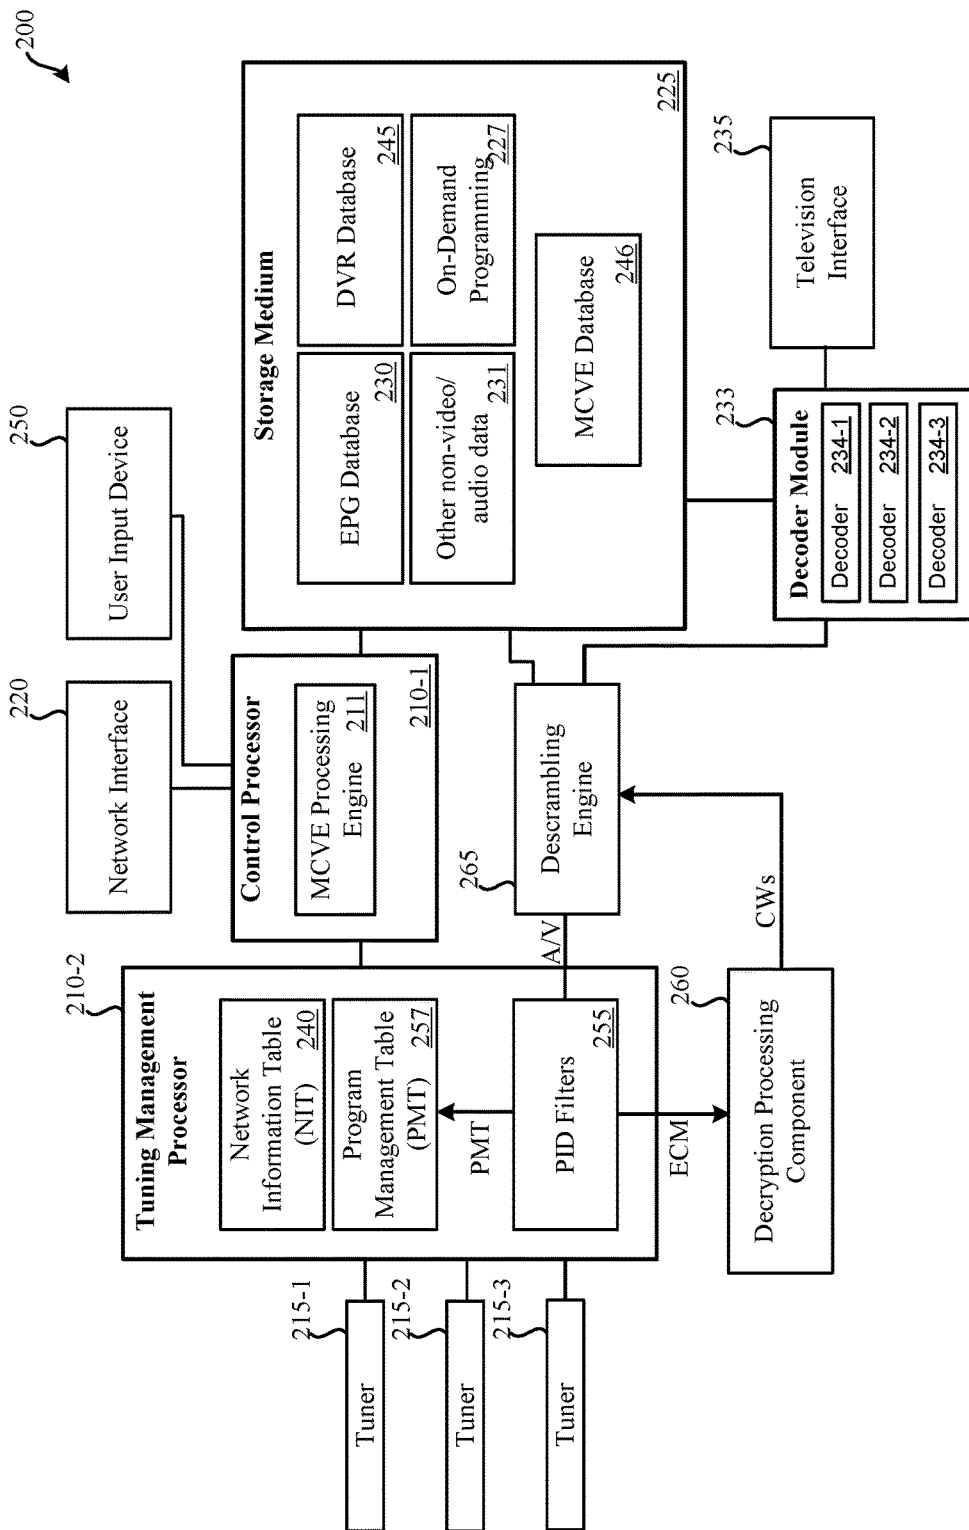 200
210-2
Tuning Management
Processor
Network
Information Table
(NIT) 240
Program
Management Table
(PMT) 257
PMT
PID Filters
255
215-1
Tuner
215-2
Tuner
215-3
Tuner
ECM
A/V
260
Decryption Processing
Component
CWs
265
Descrambling
Engine
220
Network Interface
250
User Input Device
Control Processor
MCVE Processing
Engine 211
210-1
Storage Medium
EPG Database
230
DVR Database
245
Other non-video/
audio data 231
On-Demand
Programming
227
MCVE Database
246
225
233
Decoder Module
Decoder 234-1
Decoder 234-2
Decoder 234-3
235
Television
Interface